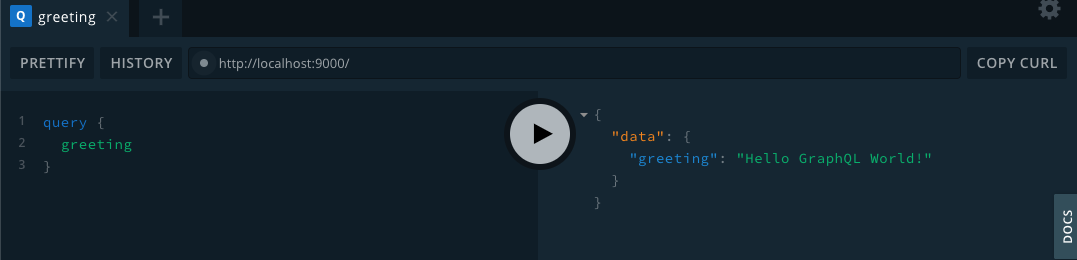 Q greeting × +
PRETTIFY HISTORY http://localhost:9000/ COPY CURL
1 query {
2   greeting
3 }
{
  "data": {
    "greeting": "Hello GraphQL World!"
  }
}
DOCS